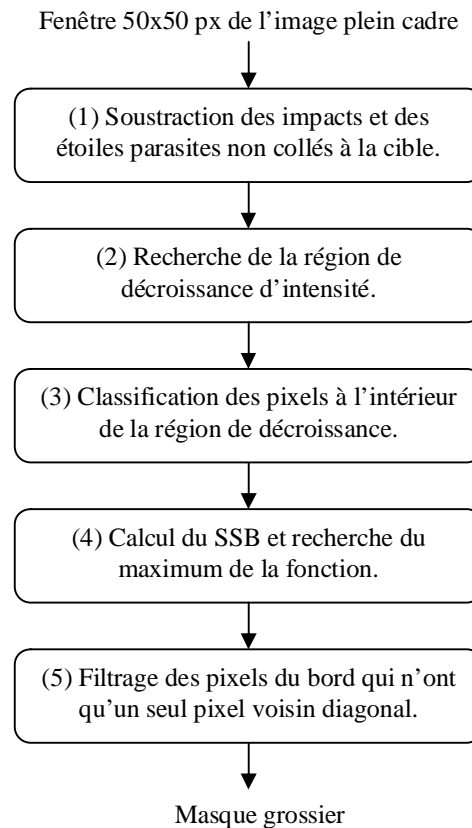 Fenêtre 50x50 px de l'image plein cadre
(1) Soustraction des impacts et des
étoiles parasites non collés à la cible.
(2) Recherche de la région de
décroissance d'intensité.
(3) Classification des pixels à l'intérieur
de la région de décroissance.
(4) Calcul du SSB et recherche du
maximum de la fonction.
(5) Filtrage des pixels du bord qui n'ont
qu'un seul pixel voisin diagonal.
Masque grossier